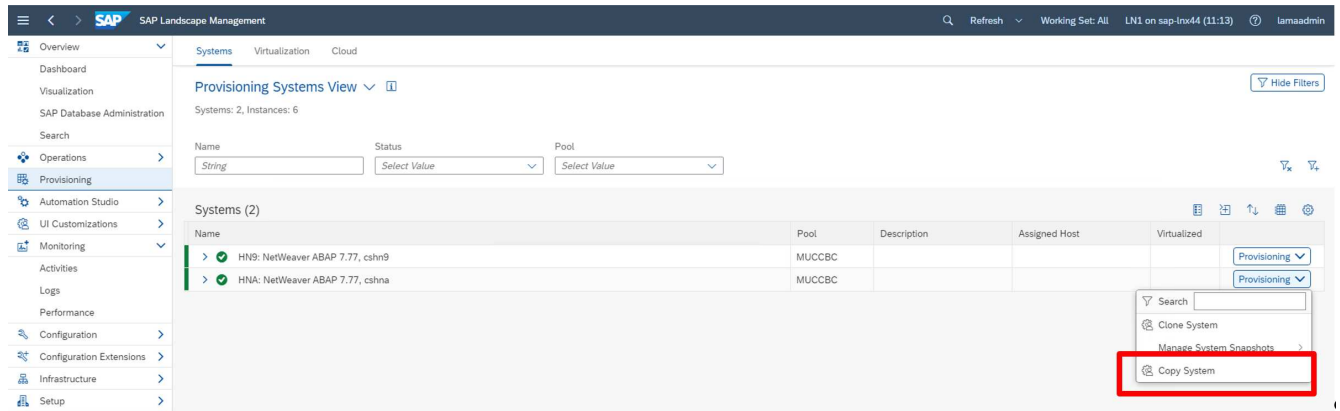 SAP SAP Landscape Management Refresh Working Set: All LN1 on sap-lnx44 (11:13) lamaadmin
Overview
Dashboard
Visualization
SAP Database Administration
Search
Operations
Provisioning
Automation Studio
UI Customizations
Monitoring
Activities
Logs
Performance
Configuration
Configuration Extensions
Infrastructure
Setup
Systems Virtualization Cloud
Provisioning Systems View
Hide Filters
Systems: 2, Instances: 6
Name Status Pool
String Select Value Select Value
Systems (2)
Name Pool Description Assigned Host Virtualized
HN9: NetWeaver ABAP 7.77, cshn9 MUCCBC Provisioning
HNA: NetWeaver ABAP 7.77, cshna MUCCBC Provisioning
Search
Clone System
Manage System Snapshots
Copy System